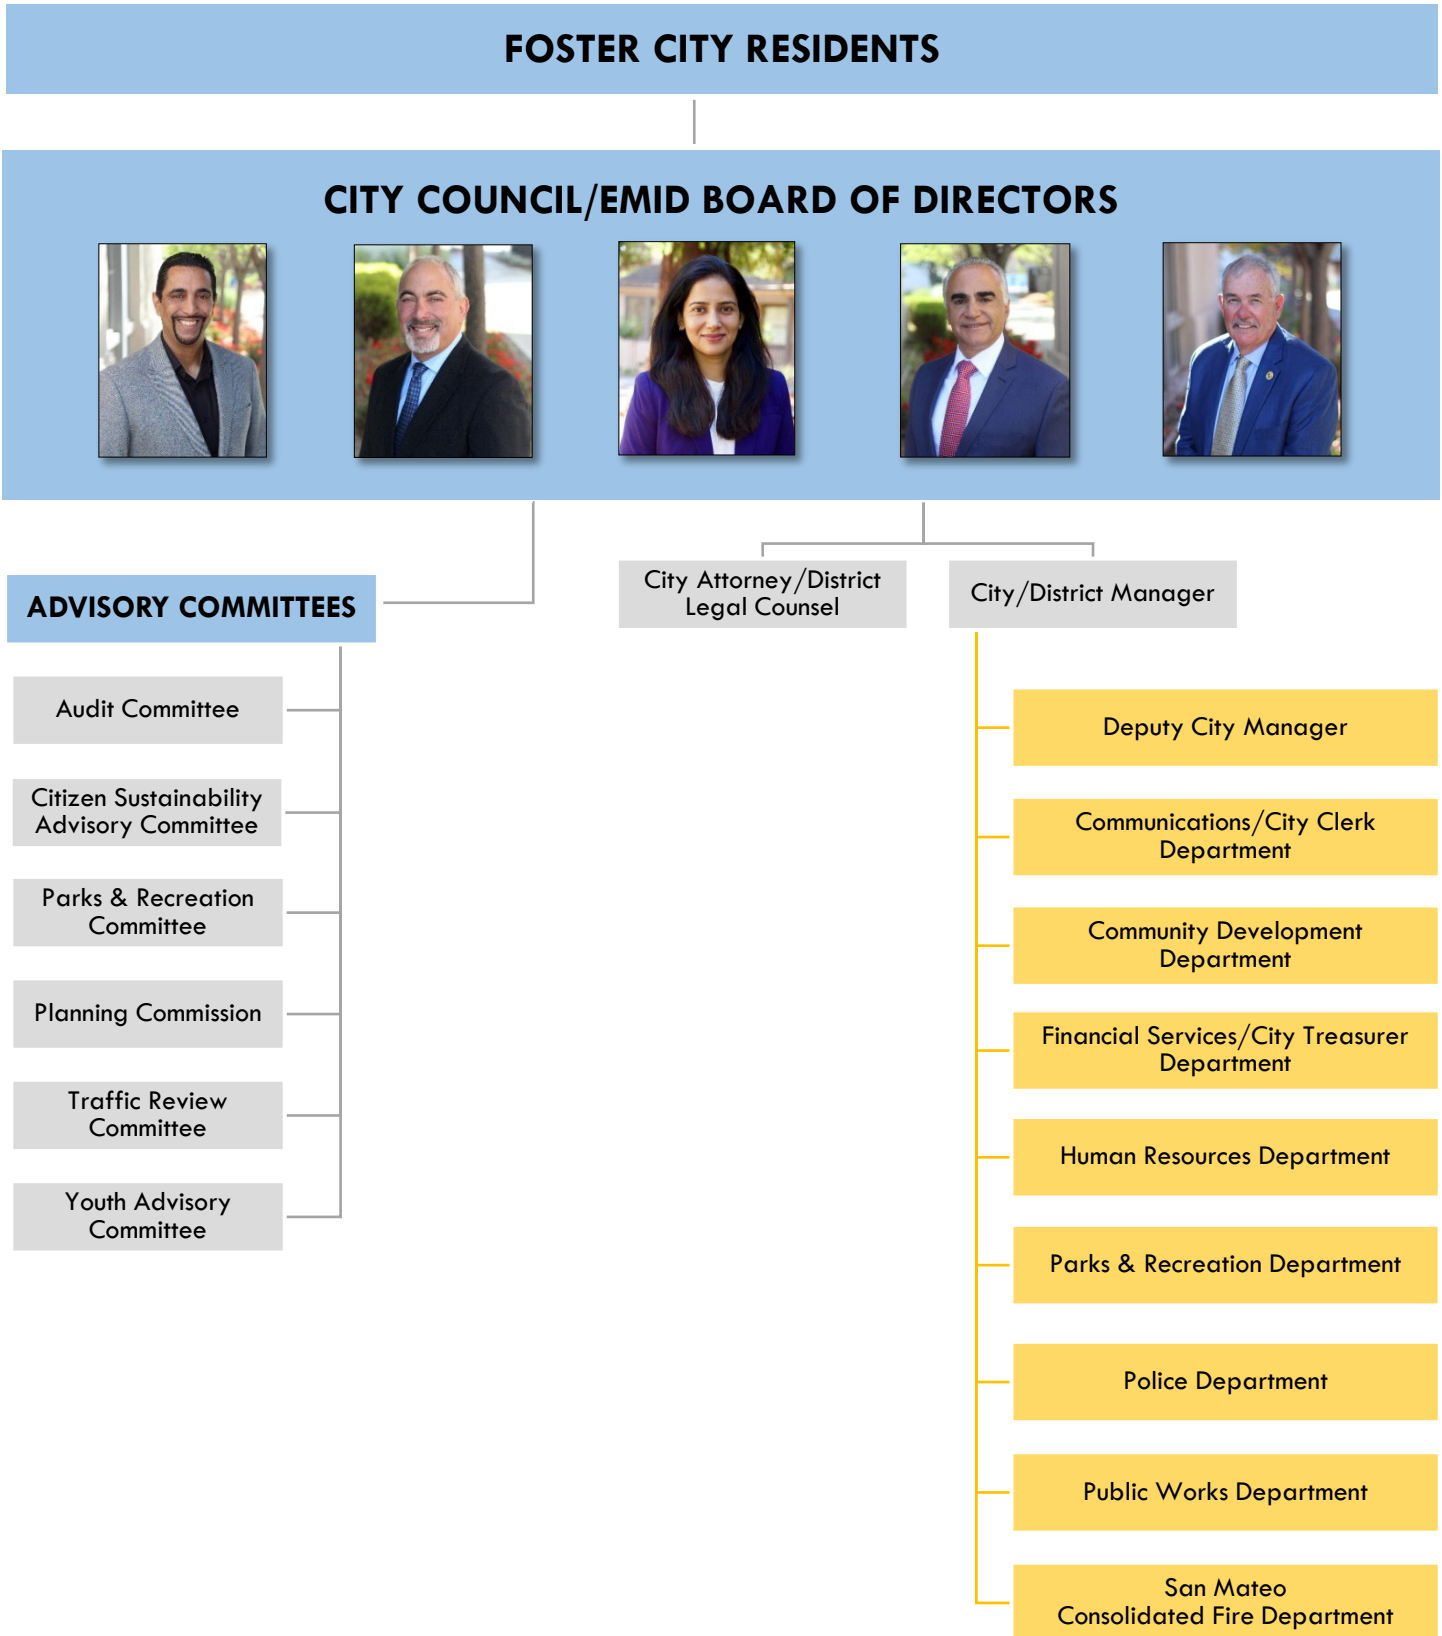 FOSTER CITY RESIDENTS
CITY COUNCIL/EMID BOARD OF DIRECTORS
ADVISORY COMMITTEES
Audit Committee
Citizen Sustainability
Advisory Committee
Parks & Recreation
Committee
Planning Commission
Traffic Review
Committee
Youth Advisory
Committee
City Attorney/District
Legal Counsel
City/District Manager
Deputy City Manager
Communications/City Clerk
Department
Community Development
Department
Financial Services/City Treasurer
Department
Human Resources Department
Parks & Recreation Department
Police Department
Public Works Department
San Mateo
Consolidated Fire Department